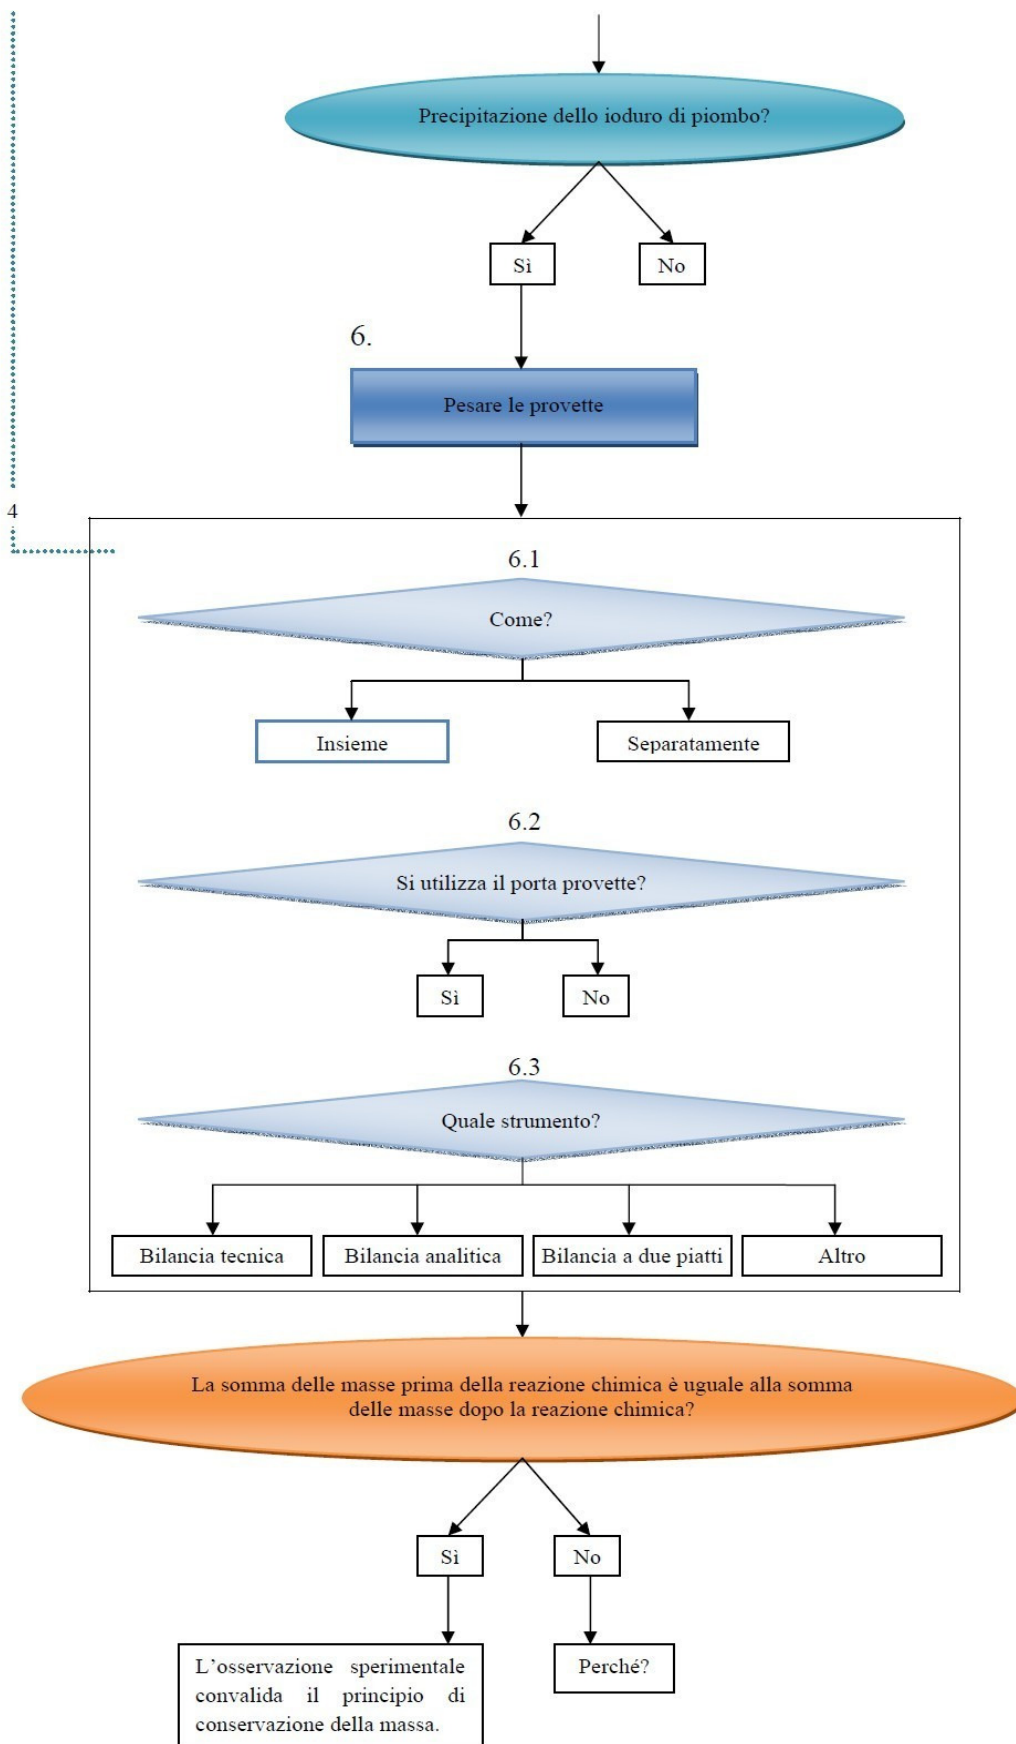 Precipitazione dello ioduro di piombo?
Sì
No
6.
Pesare le provette
4
6.1
Come?
Insieme
Separatamente
6.2
Si utilizza il porta provette?
Sì
No
6.3
Quale strumento?
Bilancia tecnica
Bilancia analitica
Bilancia a due piatti
Altro
La somma delle masse prima della reazione chimica è uguale alla somma
delle masse dopo la reazione chimica?
Sì
No
L'osservazione sperimentale
convalida il principio di
conservazione della massa.
Perché?